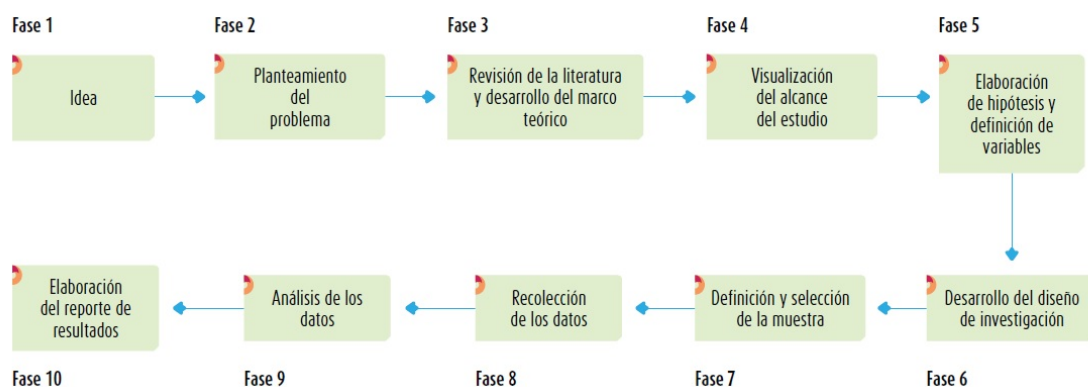 Fase 1
Fase 2
Fase 3
Fase 4
Fase 5
Idea
Planteamiento
del
problema
Revisión de la literatura
y desarrollo del marco
teórico
Visualización
del alcance
del estudio
Elaboración
de hipótesis y
definición de
variables
Elaboración
del reporte de
resultados
Análisis de los
datos
Recolección
de los datos
Definición y selección
de la muestra
Desarrollo del diseño
de investigación
Fase 10
Fase 9
Fase 8
Fase 7
Fase 6